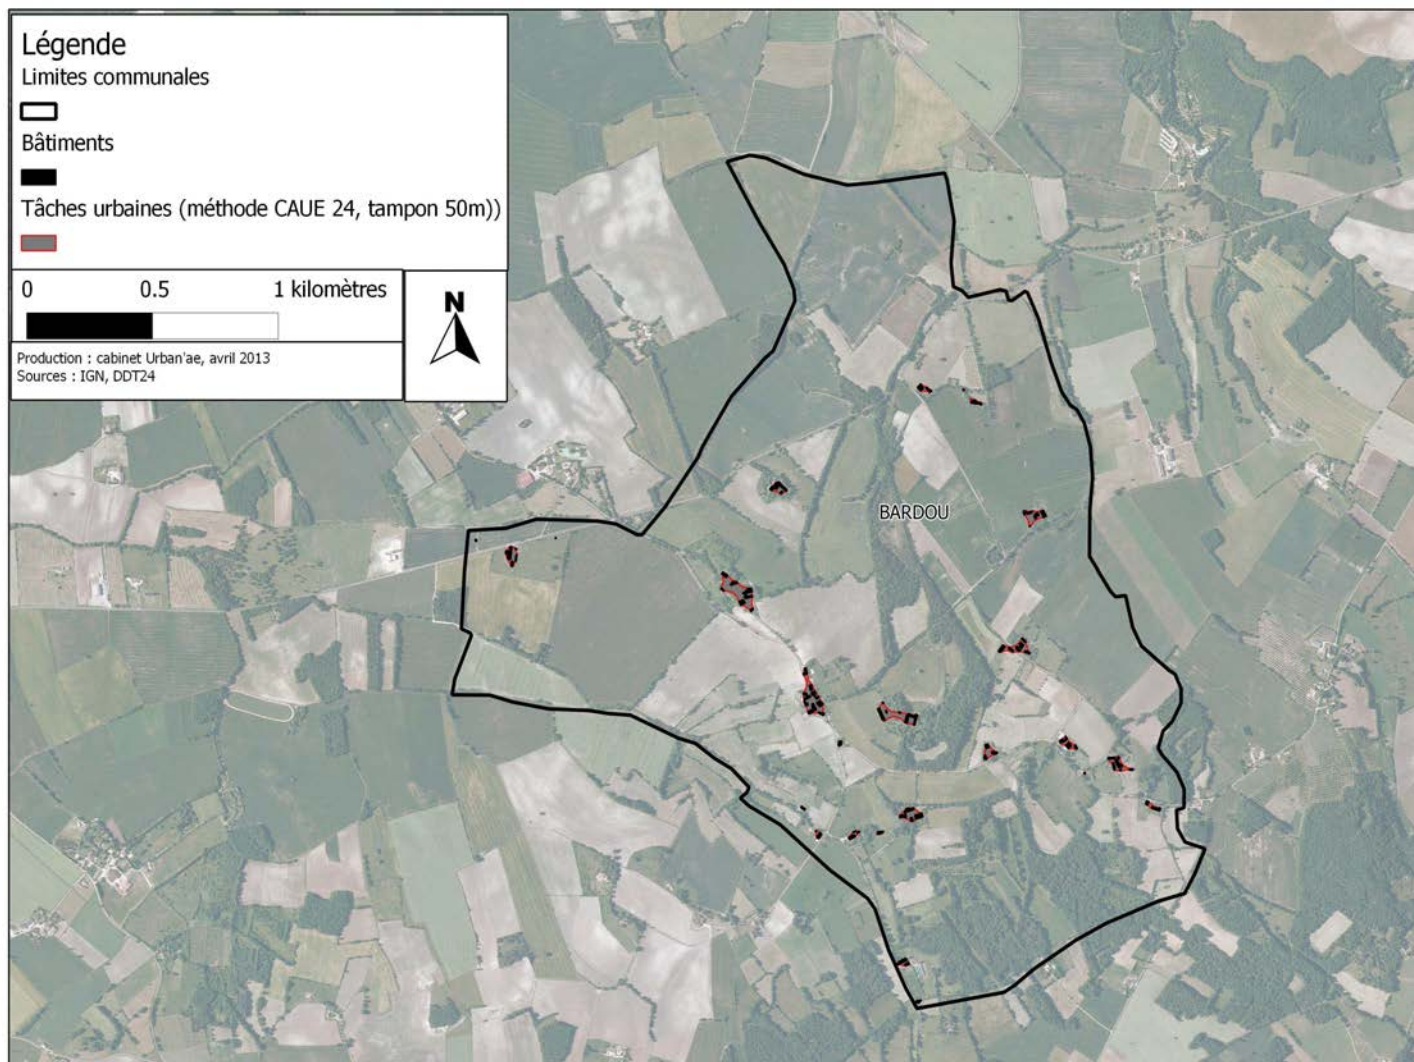 Légende
Limites communales
Bâtiments
Tâches urbaines (méthode CAUE 24, tampon 50m))
0 0.5 1 kilomètres
N
Production : cabinet Urban'ae, avril 2013
Sources : IGN, DDT24
BARDOU